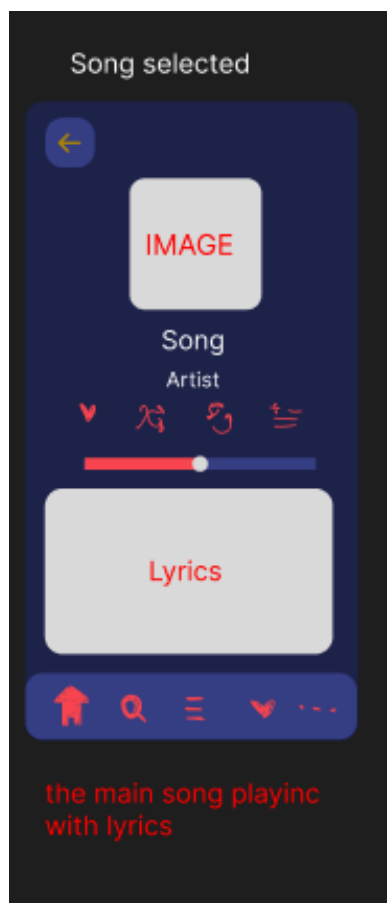 Song selected
IMAGE
Song
Artist
Lyrics
the main song playinc
with lyrics